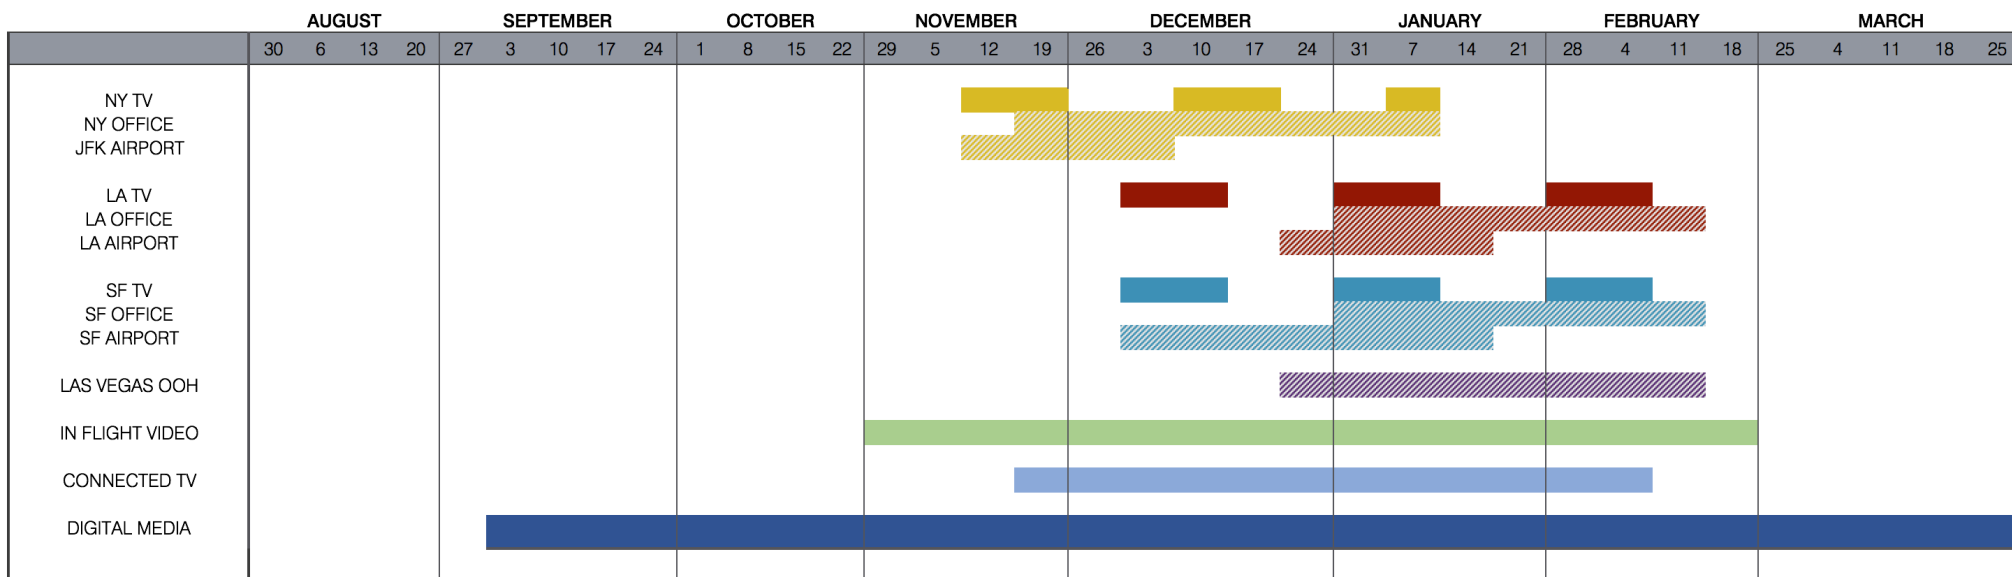 AUGUST SEPTEMBER OCTOBER NOVEMBER DECEMBER JANUARY FEBRUARY MARCH
30 6 13 20 27 3 10 17 24 1 8 15 22 29 5 12 19 26 3 10 17 24 31 7 14 21 28 4 11 18 25 4 11 18 25
NY TV
NY OFFICE
JFK AIRPORT
LA TV
LA OFFICE
LA AIRPORT
SF TV
SF OFFICE
SF AIRPORT
LAS VEGAS OOH
IN FLIGHT VIDEO
CONNECTED TV
DIGITAL MEDIA